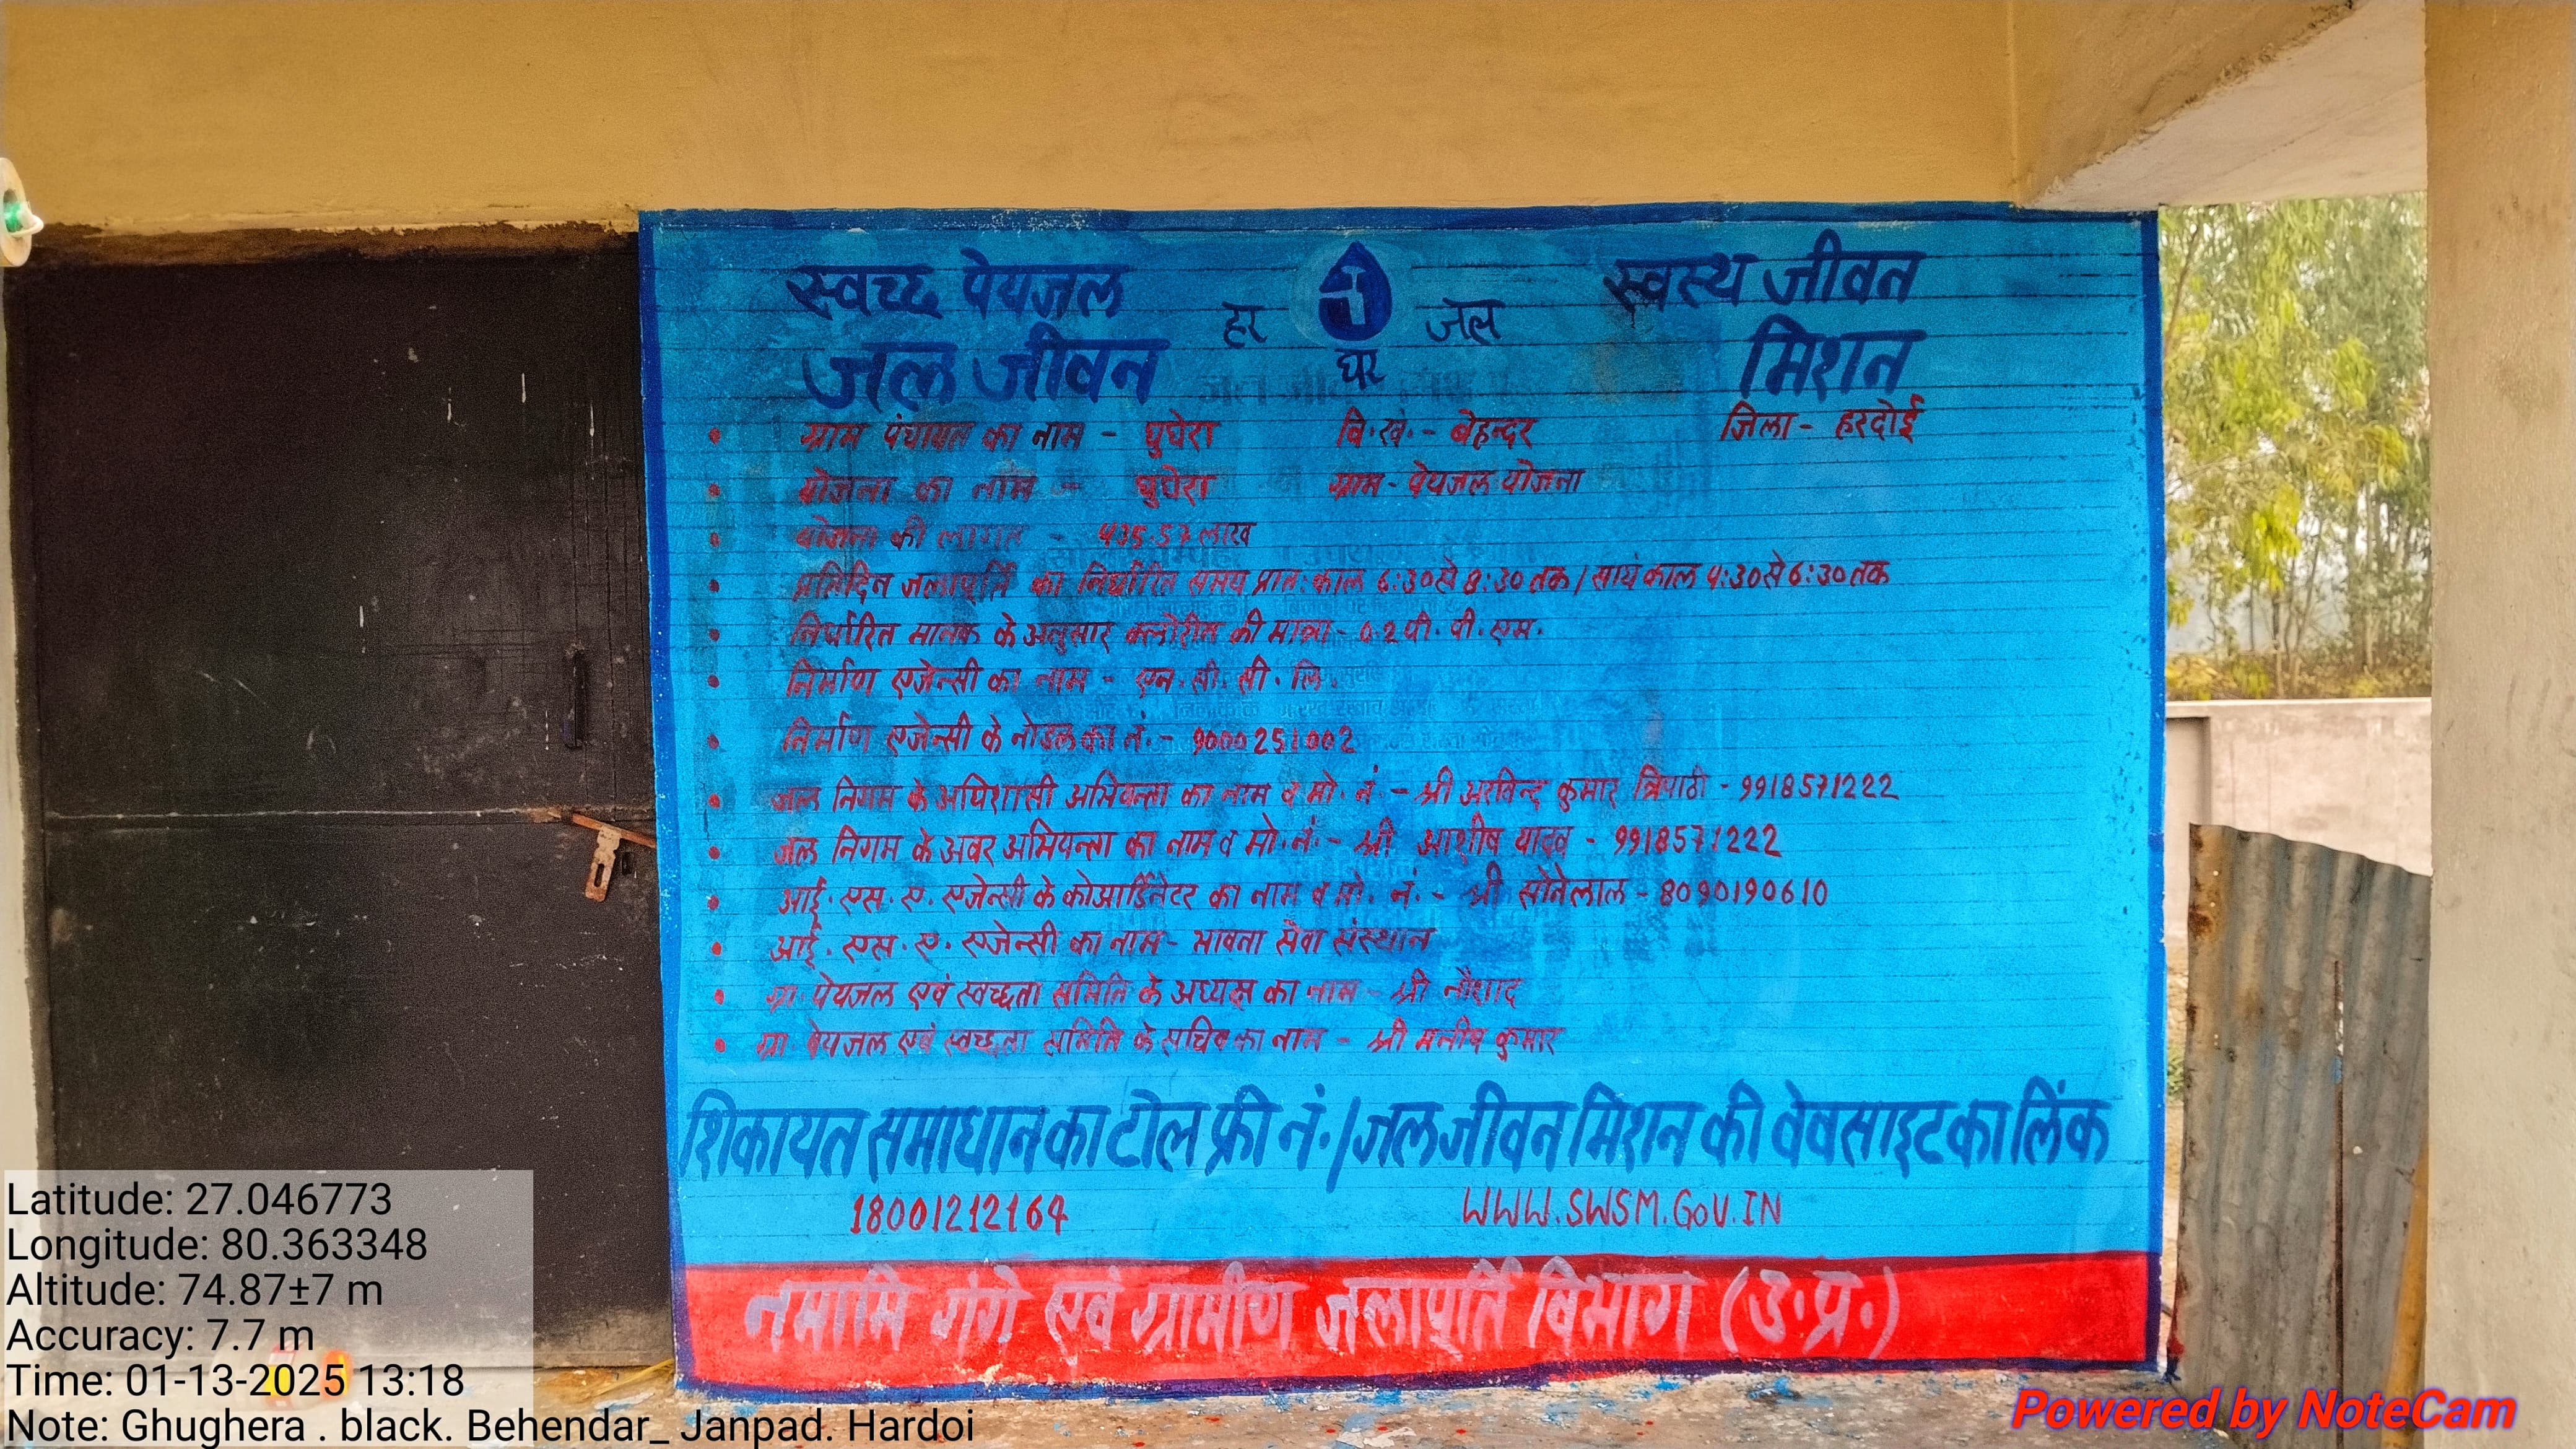 स्वच्छ पेयजल
स्वस्थ जीवन
हर
घर
जल
जल जीवन
मिशन
• ग्राम पंचायत का नाम - घुघेरा वि.खं.- बेहन्दर जिला- हरदोई
• योजना का नाम - घुघेरा ग्राम-पेयजल योजना
• योजना की लागत - लाख
• प्रतिदिन जलापूर्ति का निर्धारित समय प्रातःकाल 6:30से 8:30 तक/सायंकाल 4:30से 6:30 तक
• निर्धारित मानक के अनुसार क्लोरीन की मात्रा- 0.2 पी. पी. एम.
• निर्माण एजेन्सी का नाम - एन. सी. सी. लि.
• निर्माण एजेन्सी के नोडल का नं.- 9000251002
• जल निगम के अधिशासी अभियन्ता का नाम व मो. नं - श्री अरविन्द कुमार त्रिपाठी - 9918571222
• जल निगम के अवर अभियन्ता का नाम व मो.नं.- श्री आशीष यादव - 9918571222
• आई. एस. ए. एजेन्सी के कोआर्डिनेटर का नाम व मो. नं. - श्री सोनेलाल - 8090190610
• आई. एस. ए. एजेन्सी का नाम- भावना सेवा संस्थान
• ग्रा. पेयजल एवं स्वच्छता समिति के अध्यक्ष का नाम - श्री नौशाद
• ग्रा. पेयजल एवं स्वच्छता समिति के सचिव का नाम - श्री मनीष कुमार
शिकायत समाधान का टोल फ्री नं./जल जीवन मिशन की वेबसाइट का लिंक
18001212164 WWW.SWSM.GOV.IN
नमामि गंगे एवं ग्रामीण जलापूर्ति विभाग (उ.प्र.)
Latitude: 27.046773
Longitude: 80.363348
Altitude: 74.87±7 m
Accuracy: 7.7 m
Time: 01-13-2025 13:18
Note: Ghughera . black. Behendar_ Janpad. Hardoi
Powered by NoteCam